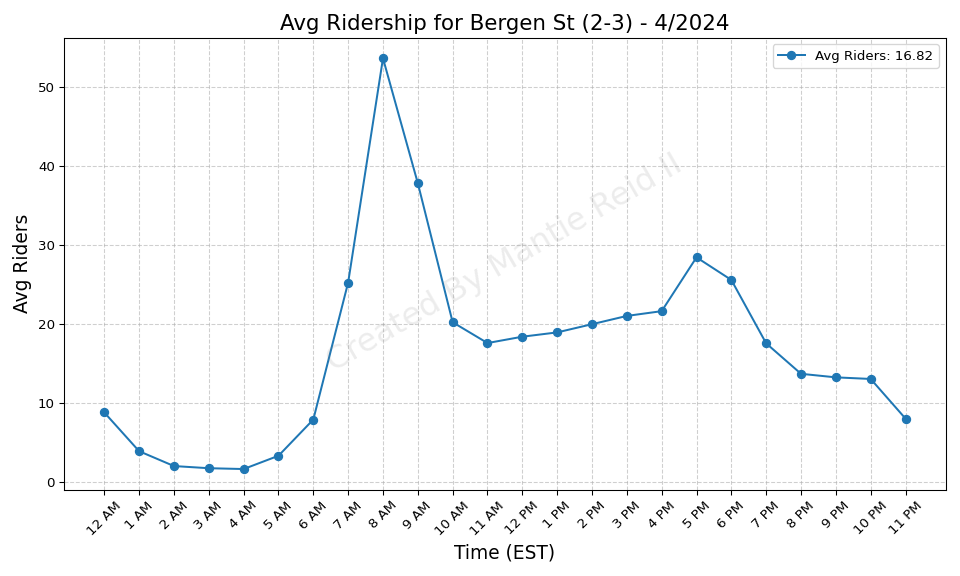 Avg Ridership for Bergen St (2-3) - 4/2024
Avg Riders: 16.82
Avg Riders
50
40
30
20
10
0
Created By Mantle Reid II
12 AM
1 AM
2 AM
3 AM
4 AM
5 AM
6 AM
7 AM
8 AM
9 AM
10 AM
11 AM
12 PM
1 PM
2 PM
3 PM
4 PM
5 PM
6 PM
7 PM
8 PM
9 PM
10 PM
11 PM
Time (EST)